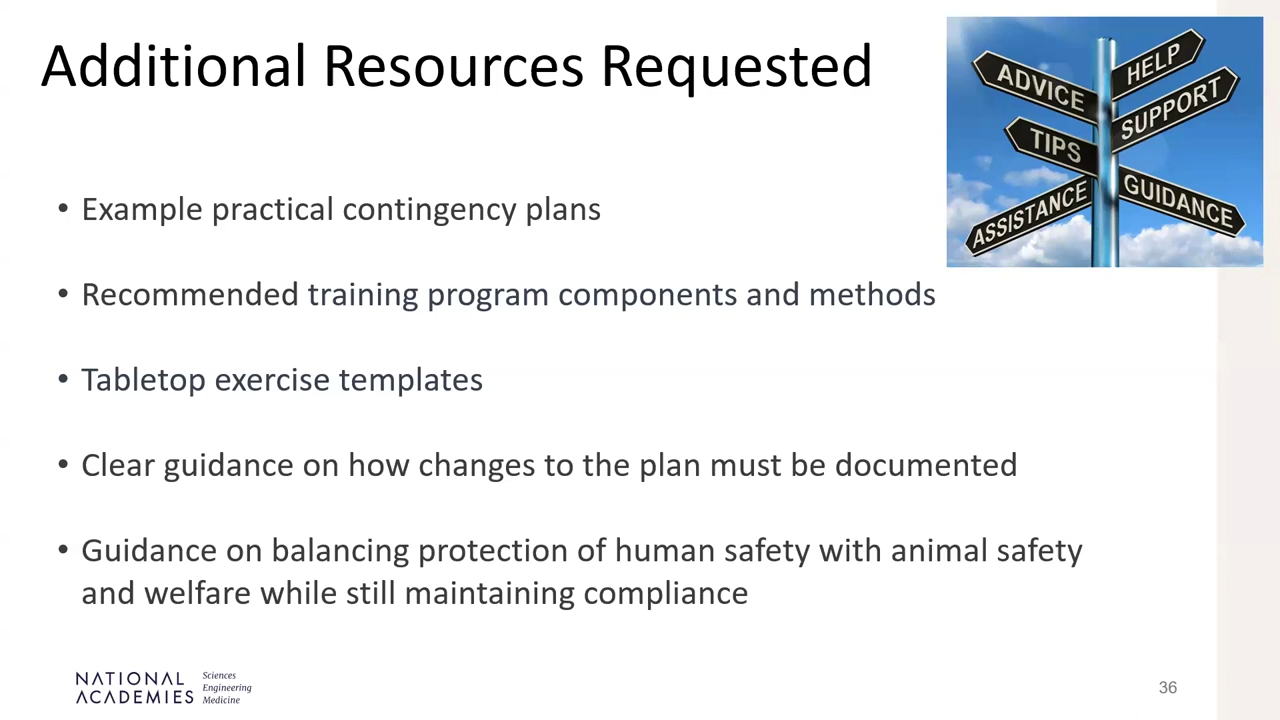 Additional Resources Requested
ADVICE
HELP
SUPPORT
TIPS
GUIDANCE
ASSISTANCE
• Example practical contingency plans
• Recommended training program components and methods
• Tabletop exercise templates
• Clear guidance on how changes to the plan must be documented
• Guidance on balancing protection of human safety with animal safety
and welfare while still maintaining compliance
NATIONAL
ACADEMIES
Sciences
Engineering
Medicine
36